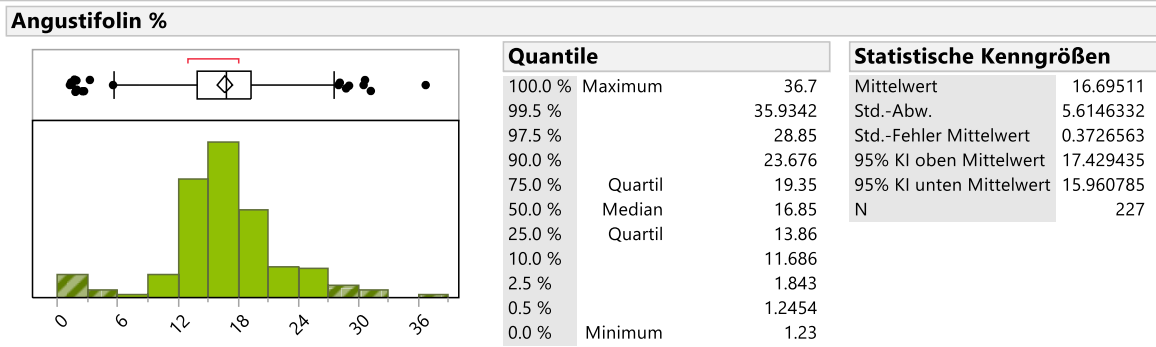 Angustifolin %
0 6 12 18 24 30 36
Quantile
100.0 % Maximum 36.7
99.5 % 35.9342
97.5 % 28.85
90.0 % 23.676
75.0 % Quartil 19.35
50.0 % Median 16.85
25.0 % Quartil 13.86
10.0 % 11.686
2.5 % 1.843
0.5 % 1.2454
0.0 % Minimum 1.23
Statistische Kenngrößen
Mittelwert 16.69511
Std.-Abw. 5.6146332
Std.-Fehler Mittelwert 0.3726563
95% KI oben Mittelwert 17.429435
95% KI unten Mittelwert 15.960785
N 227